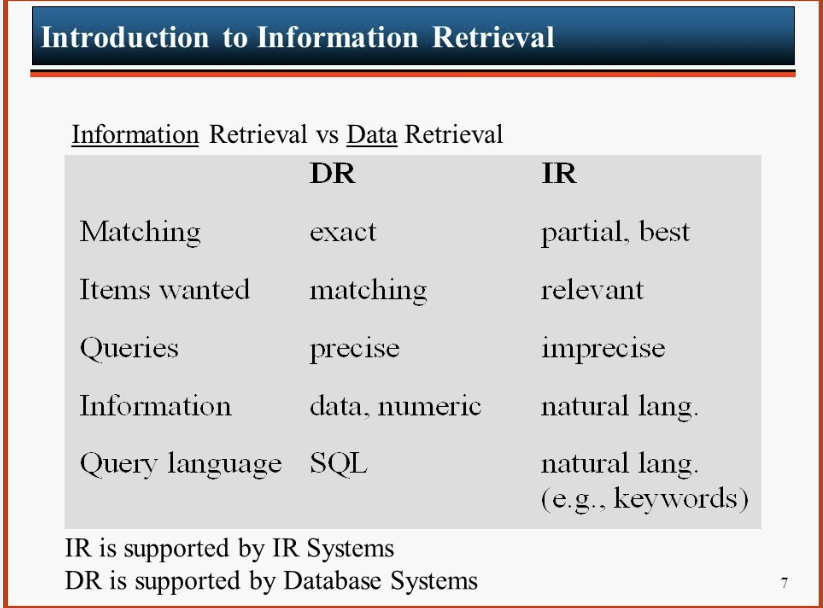 Introduction to Information Retrieval
Information Retrieval vs Data Retrieval
DR IR
Matching exact partial, best
Items wanted matching relevant
Queries precise imprecise
Information data, numeric natural lang.
Query language SQL natural lang.
(e.g., keywords)
IR is supported by IR Systems
DR is supported by Database Systems
7